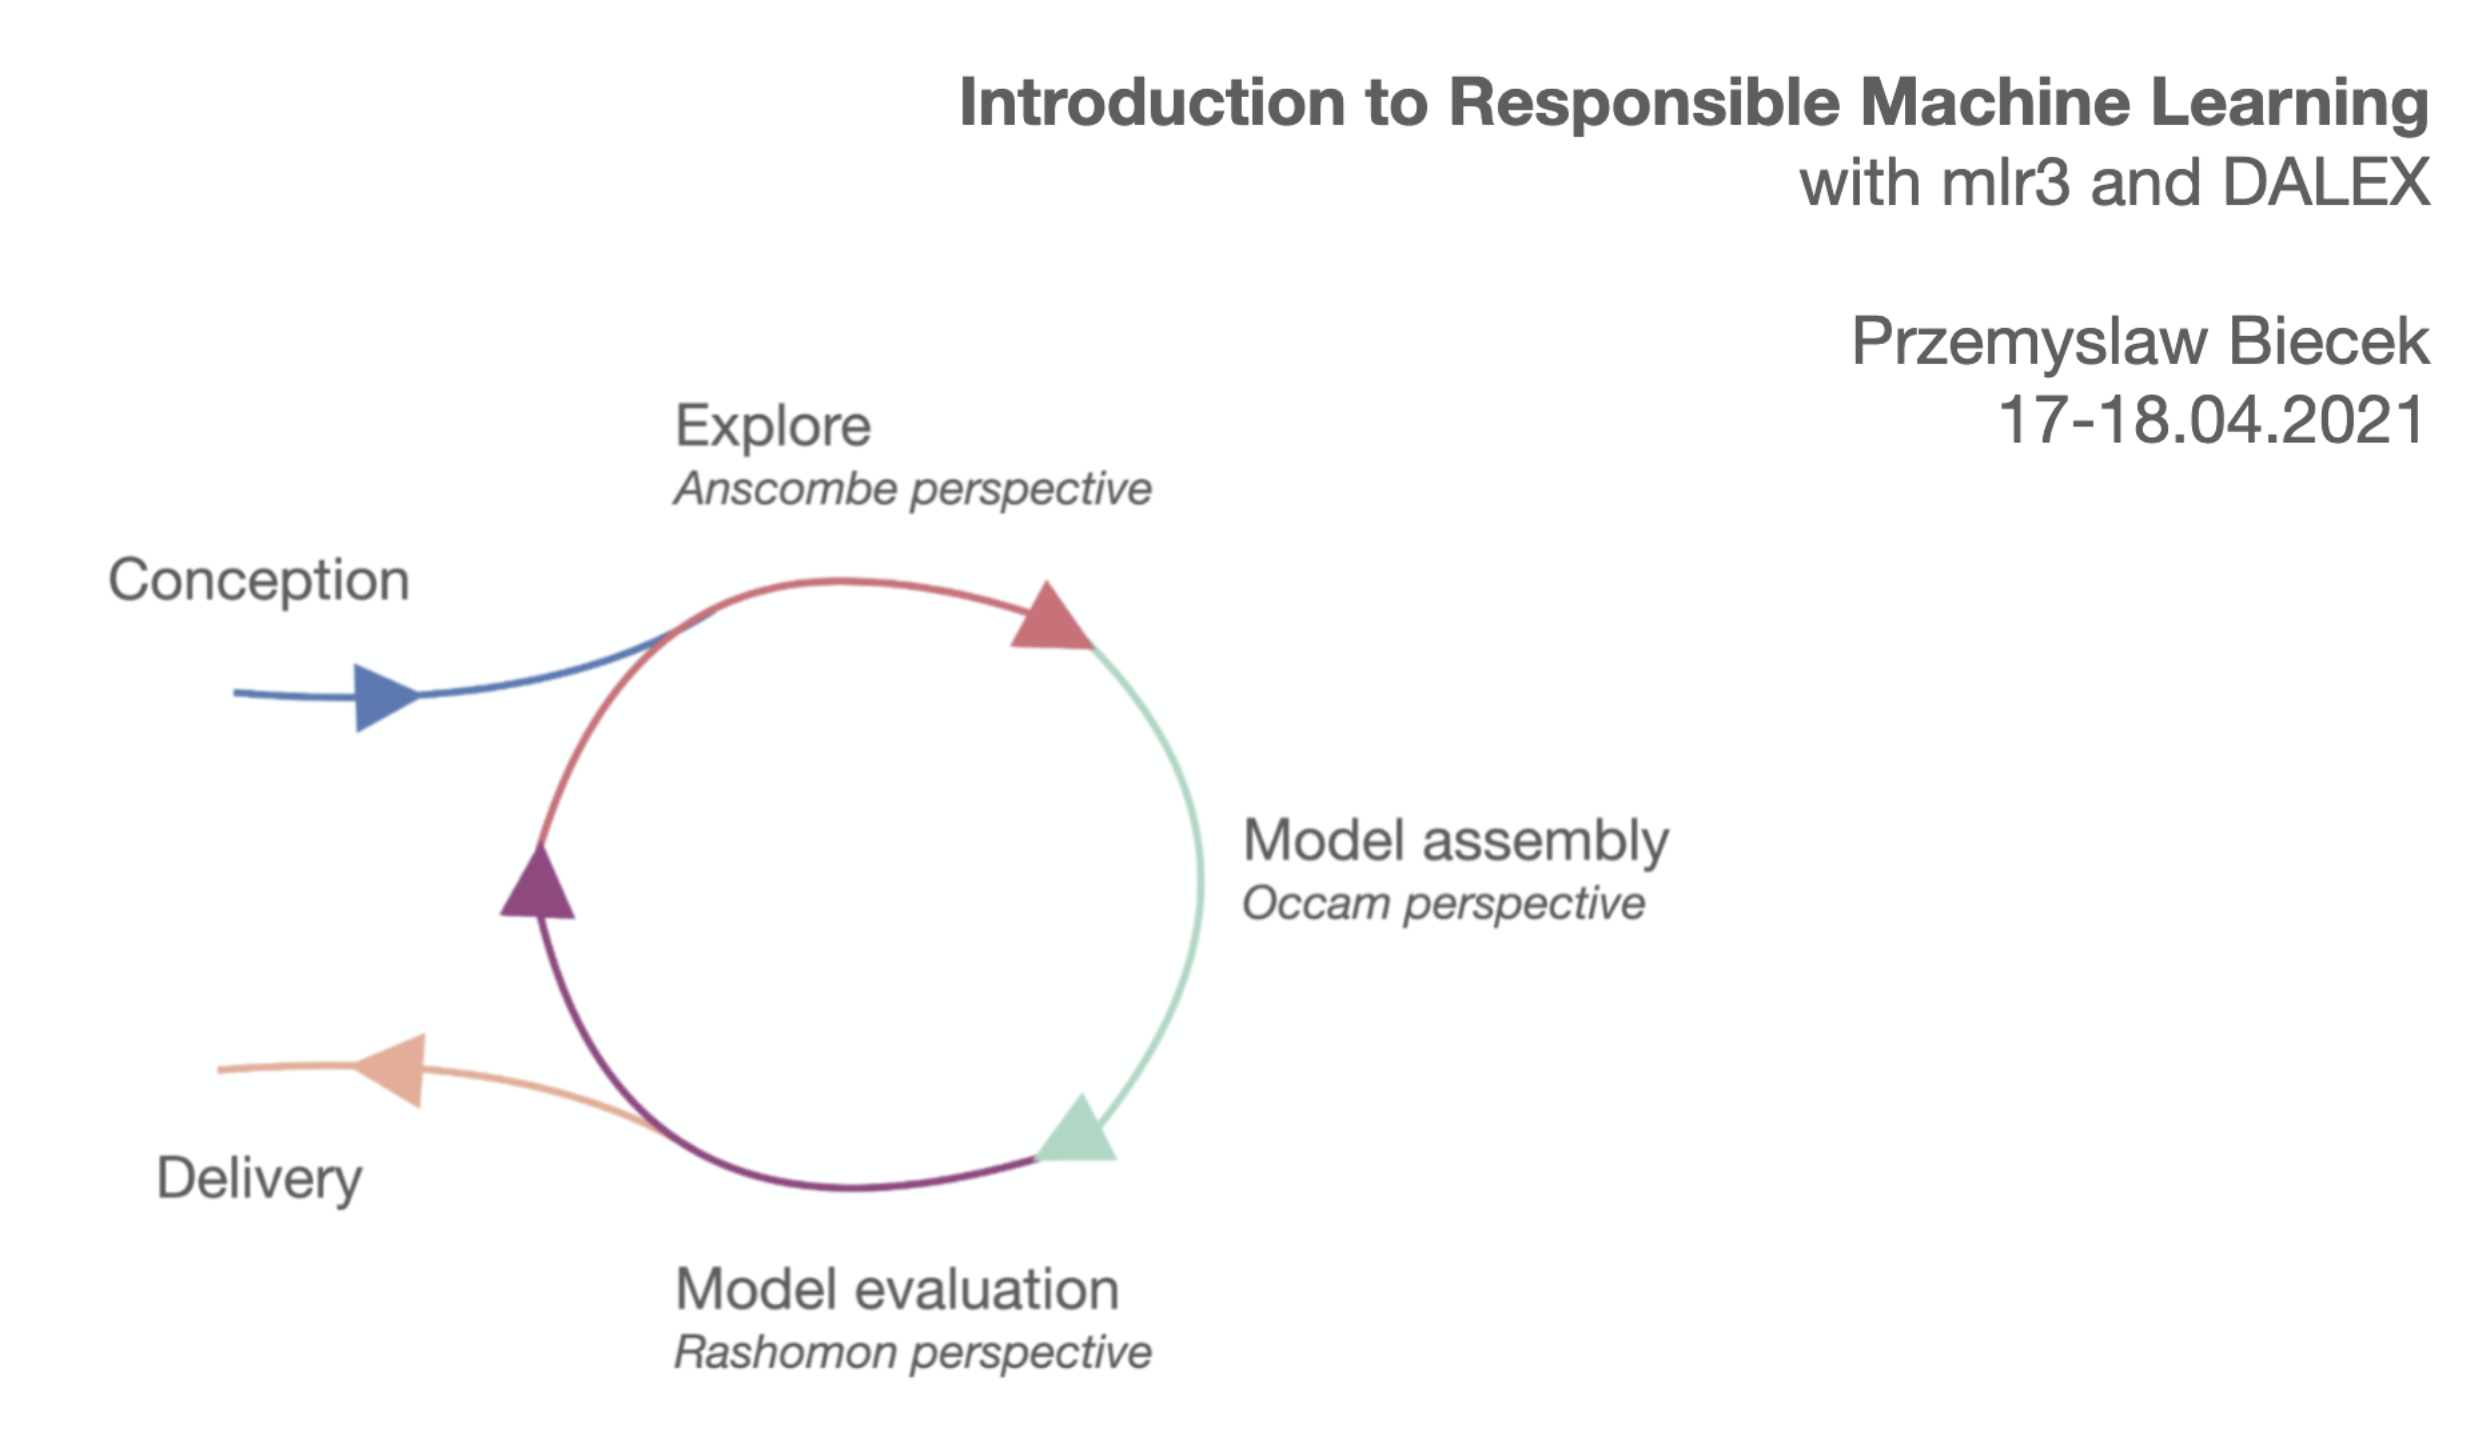 Introduction to Responsible Machine Learning
with mlr3 and DALEX
Przemyslaw Biecek
17-18.04.2021
Explore
Anscombe perspective
Conception
Model assembly
Occam perspective
Delivery
Model evaluation
Rashomon perspective